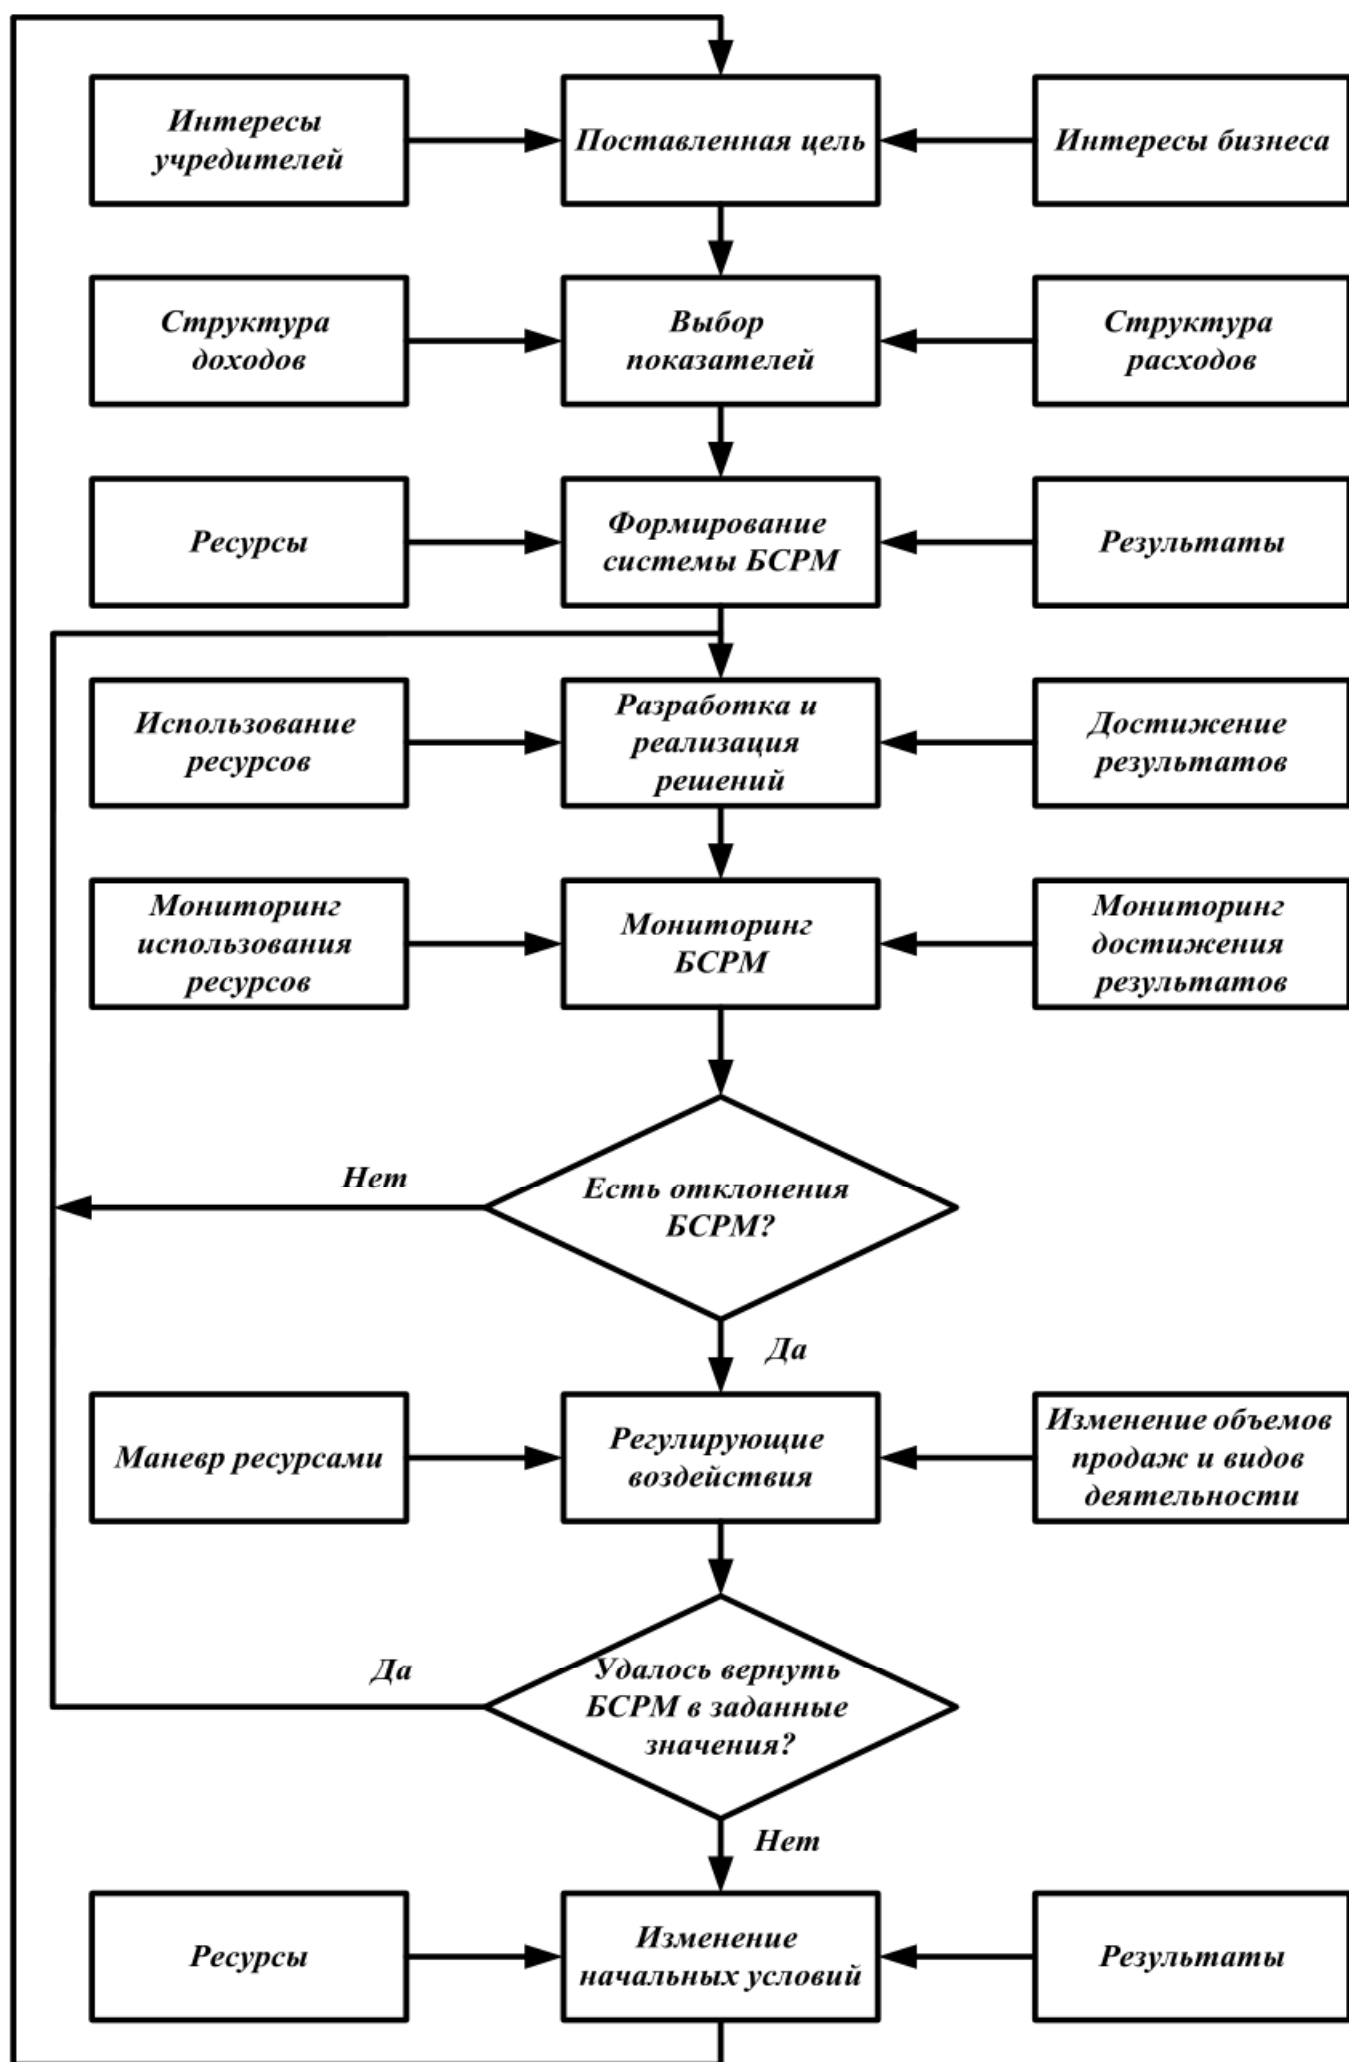 Интересы
учредителей
Поставленная цель
Интересы бизнеса
Структура
доходов
Выбор
показателей
Структура
расходов
Ресурсы
Формирование
системы БСРМ
Результаты
Использование
ресурсов
Разработка и
реализация
решений
Достижение
результатов
Мониторинг
использования
ресурсов
Мониторинг
БСРМ
Мониторинг
достижения
результатов
Нет
Есть отклонения
БСРМ?
Да
Маневр ресурсами
Регулирующие
воздействия
Изменение объемов
продаж и видов
деятельности
Да
Удалось вернуть
БСРМ в заданные
значения?
Нет
Ресурсы
Изменение
начальных условий
Результаты